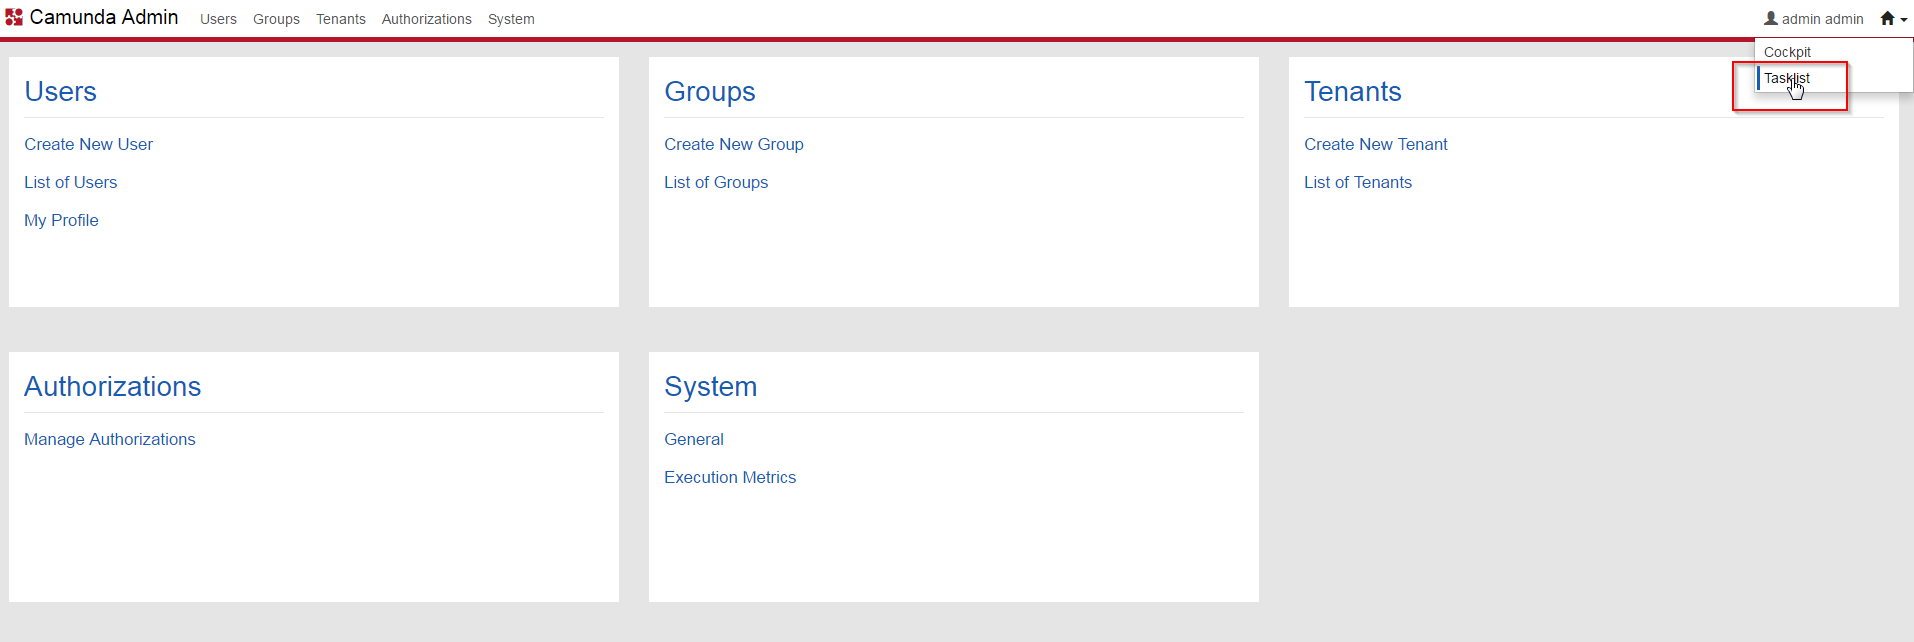 Camunda Admin Users Groups Tenants Authorizations System admin admin
Cockpit
Tasklist
Users
Create New User
List of Users
My Profile
Groups
Create New Group
List of Groups
Tenants
Create New Tenant
List of Tenants
Authorizations
Manage Authorizations
System
General
Execution Metrics